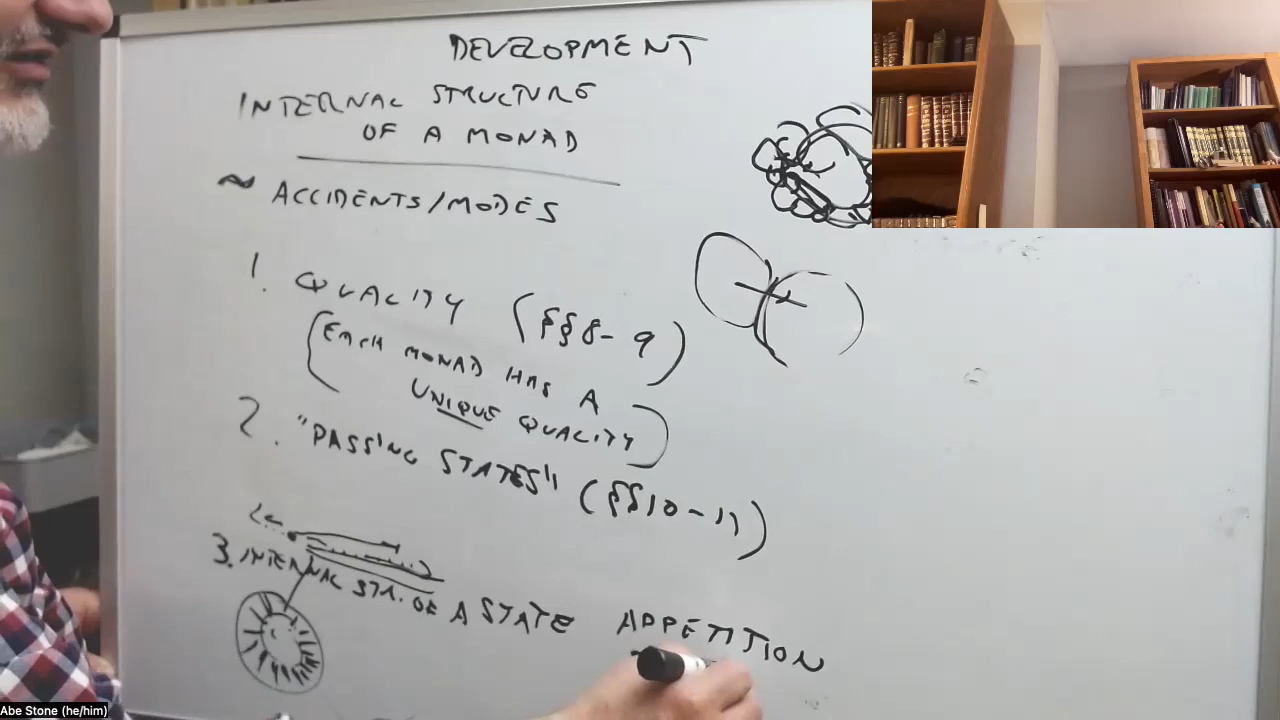 DEVELOPMENT
INTERNAL STRUCTURE
OF A MONAD
~ ACCIDENTS/MODES
1. QUALITY (§§8-9)
(EACH MONAD HAS A
UNIQUE QUALITY)
2. "PASSING STATES" (§§10-11)
3. INTERNAL STR. OF A STATE
APPETITION
Abe Stone (he/him)